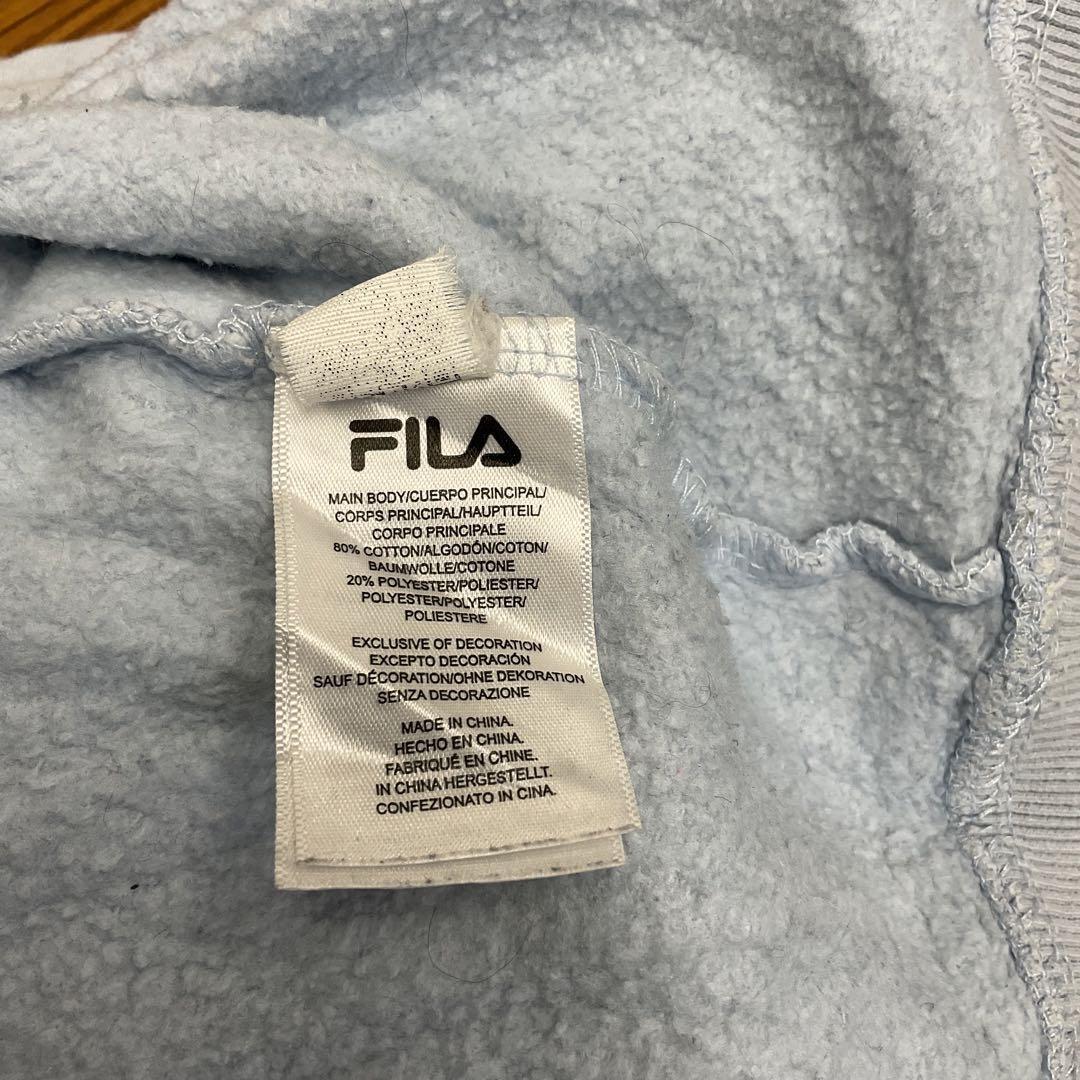 FILA
MAIN BODY/CUERPO PRINCIPAL/
CORPS PRINCIPAL/HAUPTTEIL/
CORPO PRINCIPALE
80% COTTON/ALGODÓN/COTON/
BAUMWOLLE/COTONE
20% POLYESTER/POLIESTER/
POLYESTER/POLYESTER/
POLIESTERE
EXCLUSIVE OF DECORATION
EXCEPTO DECORACIÓN
SAUF DÉCORATION/OHNE DEKORATION
SENZA DECORAZIONE
MADE IN CHINA.
HECHO EN CHINA.
FABRIQUÉ EN CHINE.
IN CHINA HERGESTELLT.
CONFEZIONATO IN CINA.